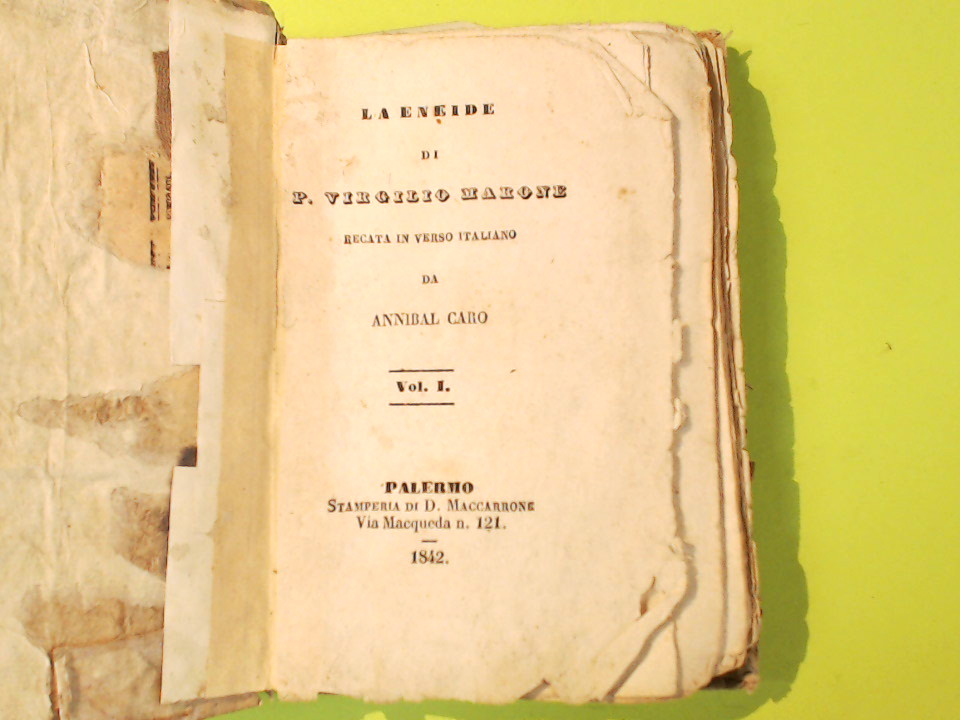 LA ENEIDE
DI
P. VIRGILIO MARONE
RECATA IN VERSO ITALIANO
DA
ANNIBAL CARO
Vol. I.
PALERMO
STAMPERIA DI D. MACCARRONE
Via Macqueda n. 121.
1842.